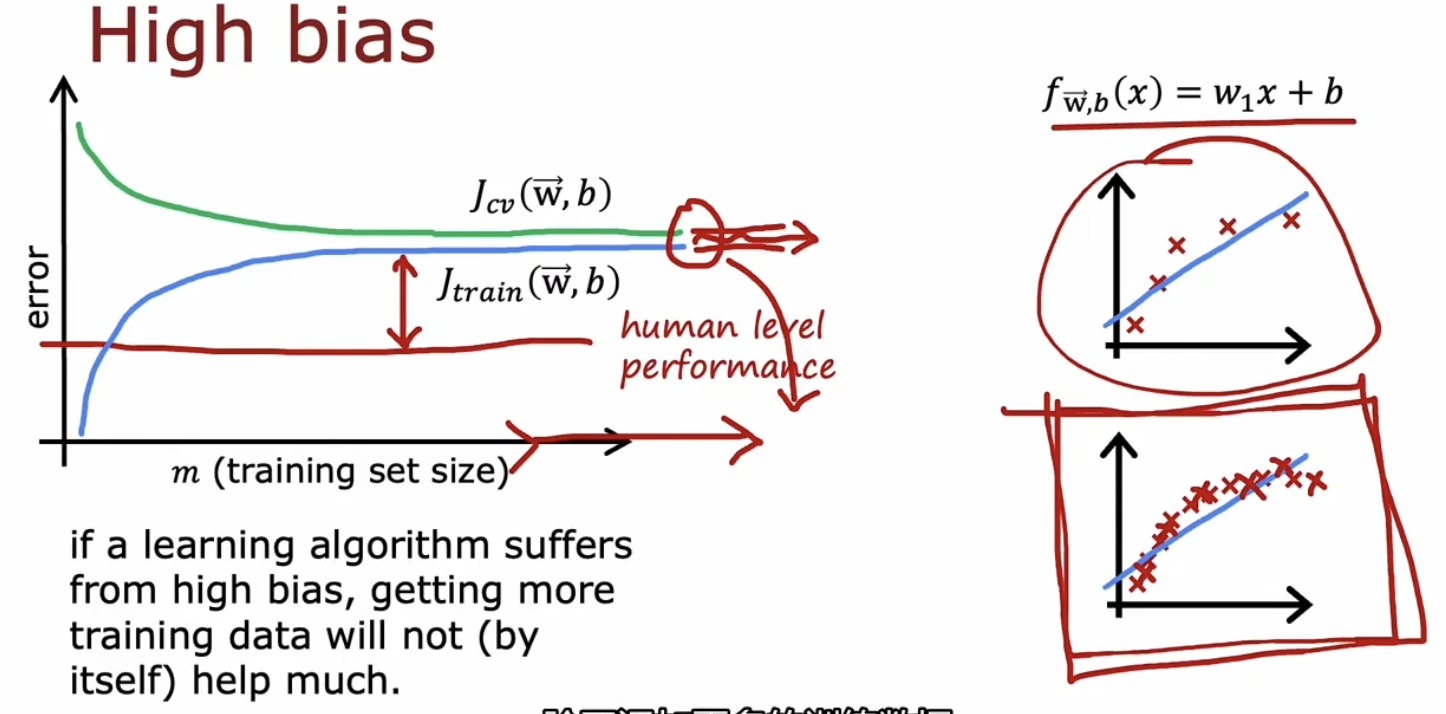 High bias
f_{\vec{w},b}(x) = w_1x + b
J_{cv}(\vec{w}, b)
J_{train}(\vec{w}, b)
error
human level
performance
m (training set size)
if a learning algorithm suffers
from high bias, getting more
training data will not (by
itself) help much.